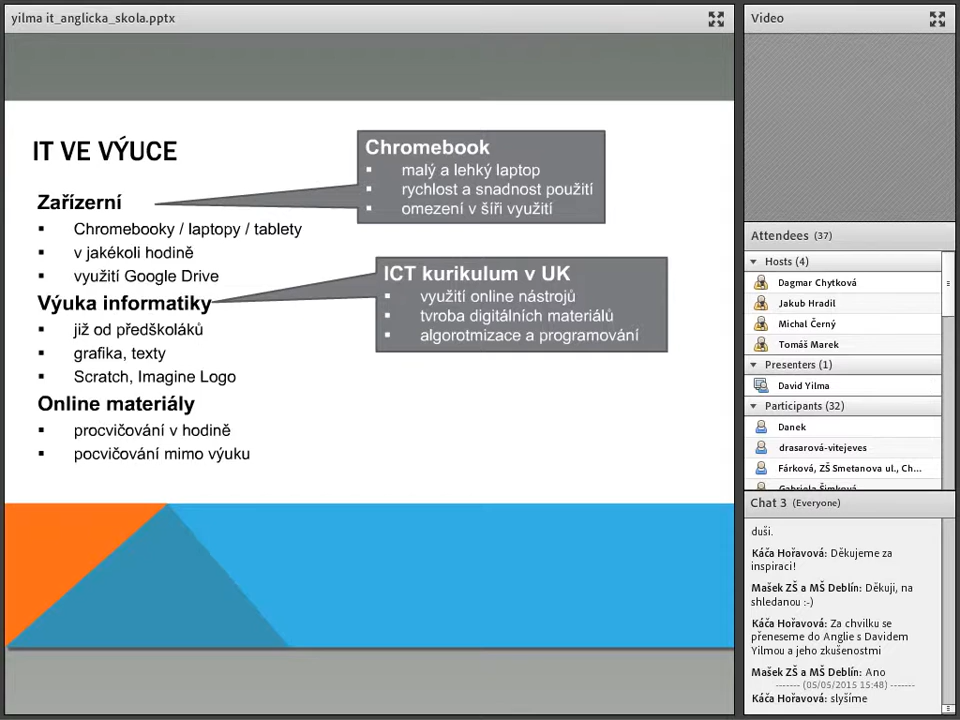 yilma it_anglicka_skola.pptx
IT VE VÝUCE
Zařízerní
▪ Chromebooky / laptopy / tablety
▪ v jakékoli hodině
▪ využití Google Drive
Výuka informatiky
▪ již od předškoláků
▪ grafika, texty
▪ Scratch, Imagine Logo
Online materiály
▪ procvičování v hodině
▪ pocvičování mimo výuku
Chromebook
▪ malý a lehký laptop
▪ rychlost a snadnost použití
▪ omezení v šíři využití
ICT kurikulum v UK
▪ využití online nástrojů
▪ tvroba digitálních materiálů
▪ algorotmizace a programování
Video
Attendees (37)
Hosts (4)
Dagmar Chytková
Jakub Hradil
Michal Černý
Tomáš Marek
Presenters (1)
David Yilma
Participants (32)
Danek
drasarová-vitejeves
Fárková, ZŠ Smetanova ul., Ch...
Gabriela Šimková
Chat 3 (Everyone)
duši.
Káča Hořavová: Děkujeme za
inspiraci!
Mašek ZŠ a MŠ Deblín: Děkuji, na
shledanou :-)
Káča Hořavová: Za chvilku se
přeneseme do Anglie s Davidem
Yilmou a jeho zkušenostmi
Mašek ZŠ a MŠ Deblín: Ano
------- (05/05/2015 15:48) -------
Káča Hořavová: slyšíme